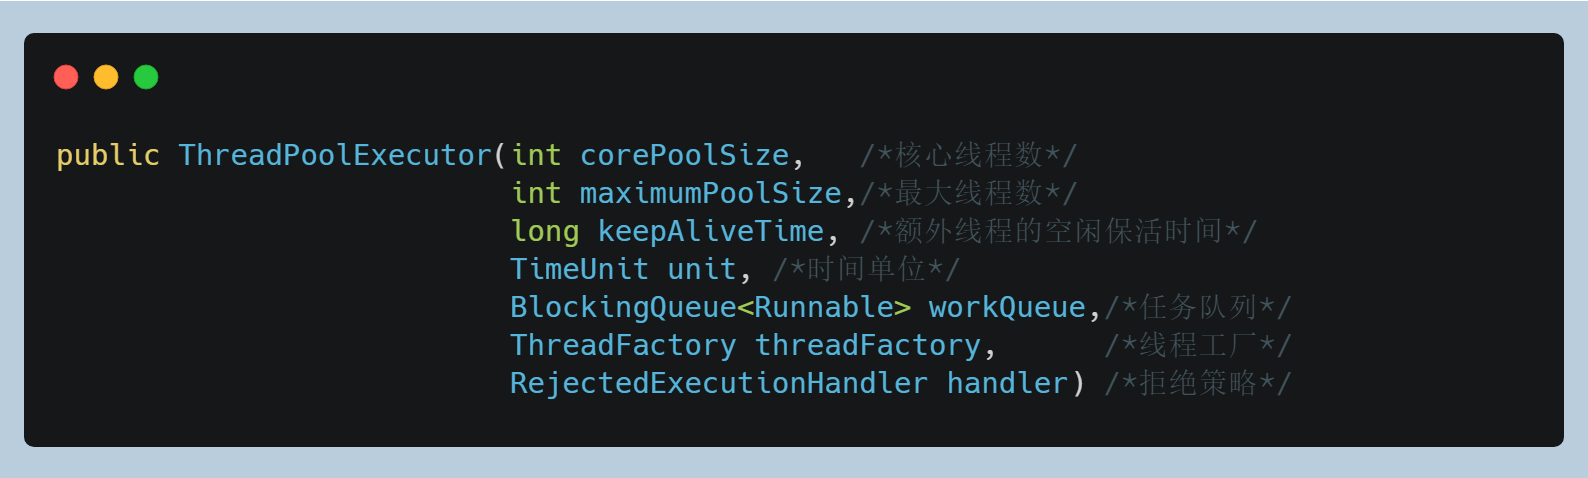 public ThreadPoolExecutor(int corePoolSize,   /*核心线程数*/
int maximumPoolSize,/*最大线程数*/
long keepAliveTime, /*额外线程的空闲保活时间*/
TimeUnit unit, /*时间单位*/
BlockingQueue<Runnable> workQueue,/*任务队列*/
ThreadFactory threadFactory,      /*线程工厂*/
RejectedExecutionHandler handler) /*拒绝策略*/